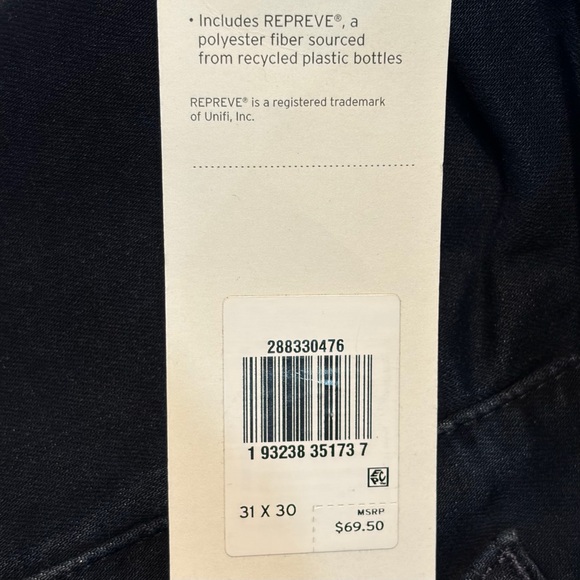 • Includes REPREVE®, a
polyester fiber sourced
from recycled plastic bottles
REPREVE® is a registered trademark
of Unifi, Inc.
288330476
1 93238 35173 7
31 X 30
MSRP
$69.50